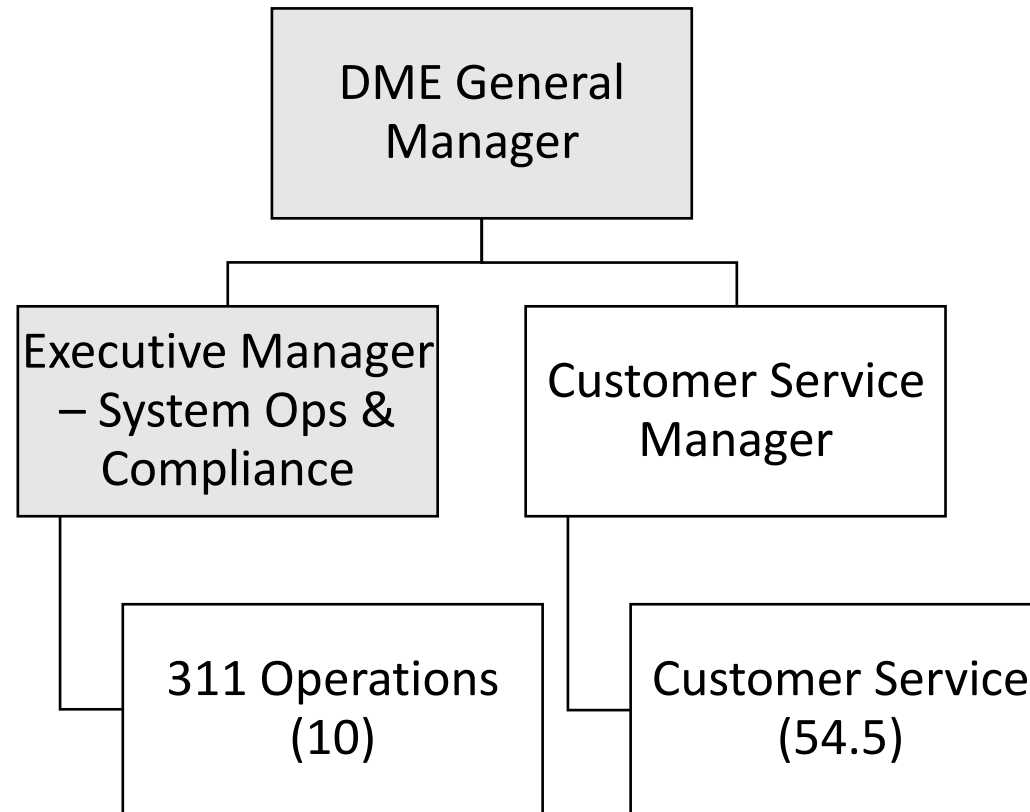 DME General
Manager
Executive Manager
– System Ops &
Compliance
Customer Service
Manager
311 Operations
(10)
Customer Service
(54.5)